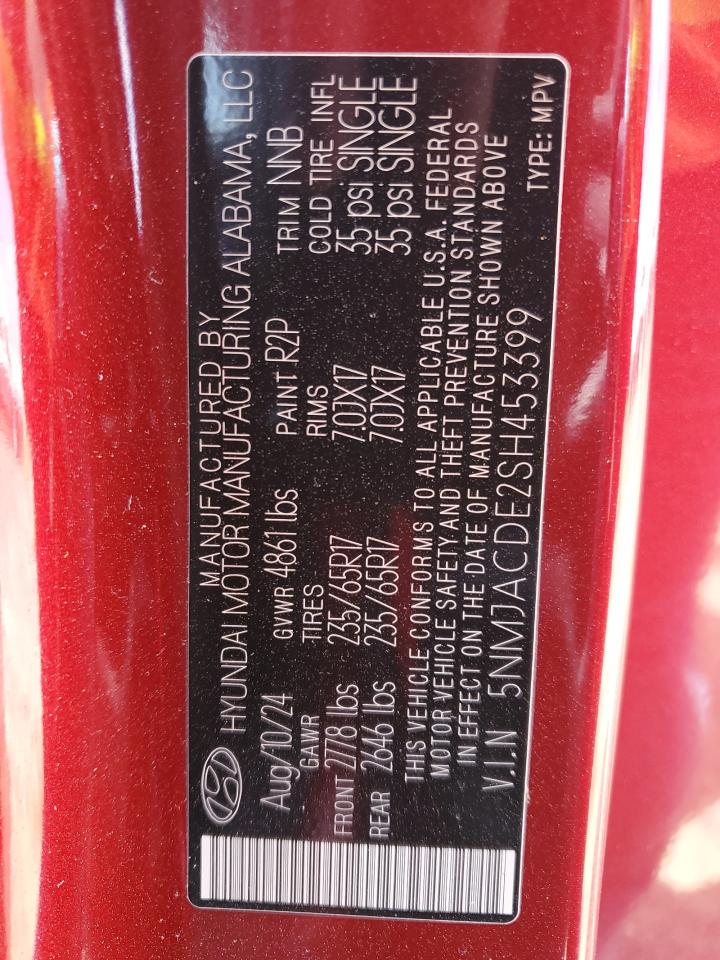 MANUFACTURED BY
HYUNDAI MOTOR MANUFACTURING ALABAMA, LLC
Aug/10/24 GVWR 4861 lbs PAINT R2P TRIM NNB
GAWR TIRES RIMS COLD TIRE INFL
FRONT 2778 lbs 235/65R17 7.0JX17 35 psi SINGLE
REAR 2646 lbs 235/65R17 7.0JX17 35 psi SINGLE
THIS VEHICLE CONFORMS TO ALL APPLICABLE U.S.A. FEDERAL
MOTOR VEHICLE SAFETY AND THEFT PREVENTION STANDARDS
IN EFFECT ON THE DATE OF MANUFACTURE SHOWN ABOVE
V.I.N 5NMJACDE2SH453399 TYPE: MPV